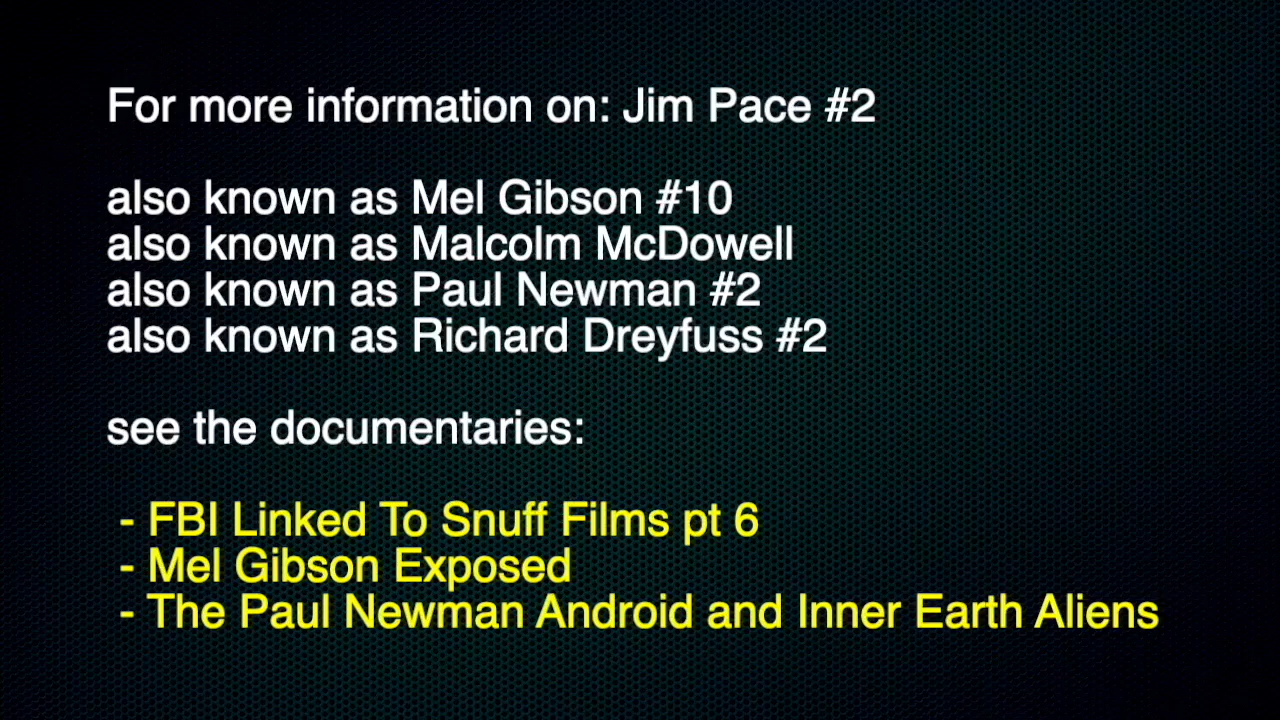 For more information on: Jim Pace #2
also known as Mel Gibson #10
also known as Malcolm McDowell
also known as Paul Newman #2
also known as Richard Dreyfuss #2
see the documentaries:
- FBI Linked To Snuff Films pt 6
- Mel Gibson Exposed
- The Paul Newman Android and Inner Earth Aliens